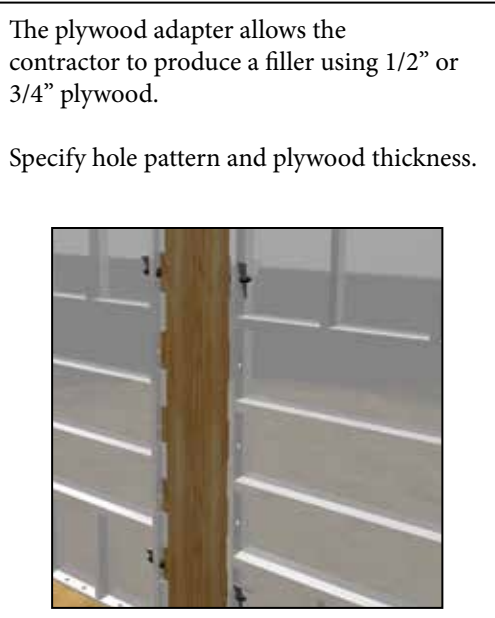 The plywood adapter allows the
contractor to produce a filler using 1/2” or
3/4” plywood.
Specify hole pattern and plywood thickness.